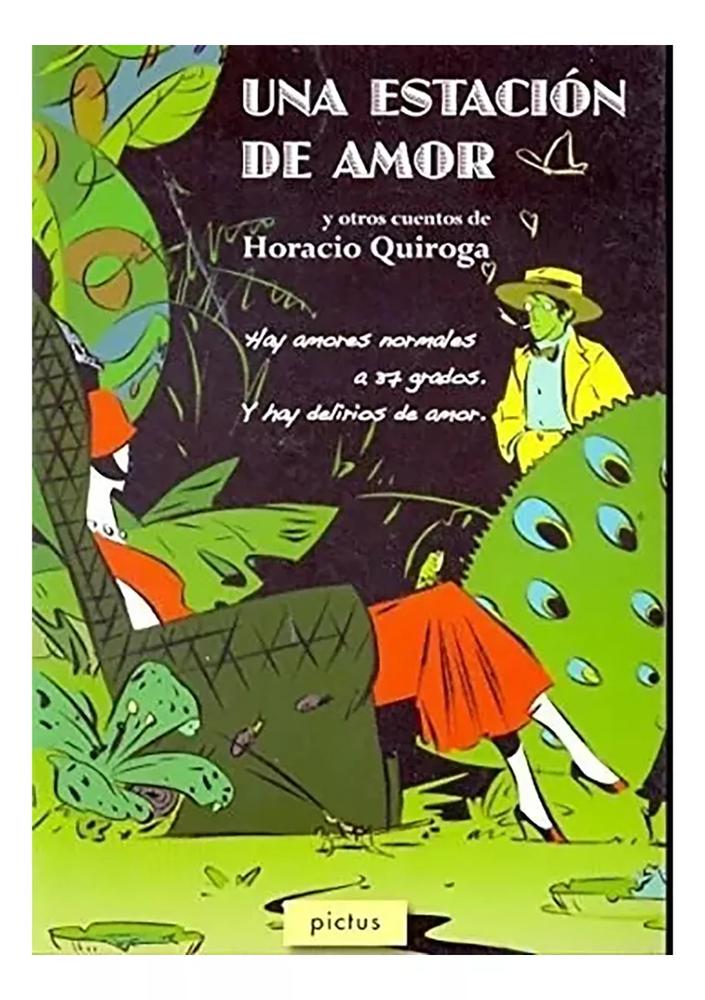 UNA ESTACIÓN
DE AMOR
y otros cuentos de
Horacio Quiroga
Hay amores normales
a 37 grados.
Y hay delirios de amor.
pictus